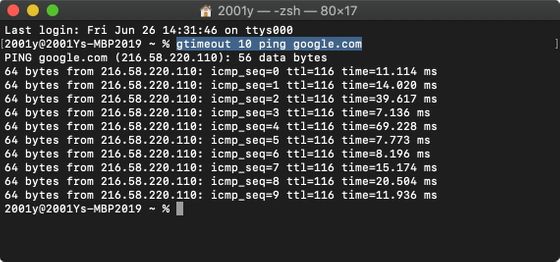 2001y — -zsh — 80×17
Last login: Fri Jun 26 14:31:46 on ttys000
[2001y@2001Ys-MBP2019 ~ % gtimeout 10 ping google.com ]
PING google.com (216.58.220.110): 56 data bytes
64 bytes from 216.58.220.110: icmp_seq=0 ttl=116 time=11.114 ms
64 bytes from 216.58.220.110: icmp_seq=1 ttl=116 time=14.020 ms
64 bytes from 216.58.220.110: icmp_seq=2 ttl=116 time=39.617 ms
64 bytes from 216.58.220.110: icmp_seq=3 ttl=116 time=7.136 ms
64 bytes from 216.58.220.110: icmp_seq=4 ttl=116 time=69.228 ms
64 bytes from 216.58.220.110: icmp_seq=5 ttl=116 time=7.773 ms
64 bytes from 216.58.220.110: icmp_seq=6 ttl=116 time=8.196 ms
64 bytes from 216.58.220.110: icmp_seq=7 ttl=116 time=15.174 ms
64 bytes from 216.58.220.110: icmp_seq=8 ttl=116 time=20.504 ms
64 bytes from 216.58.220.110: icmp_seq=9 ttl=116 time=11.936 ms
2001y@2001Ys-MBP2019 ~ %